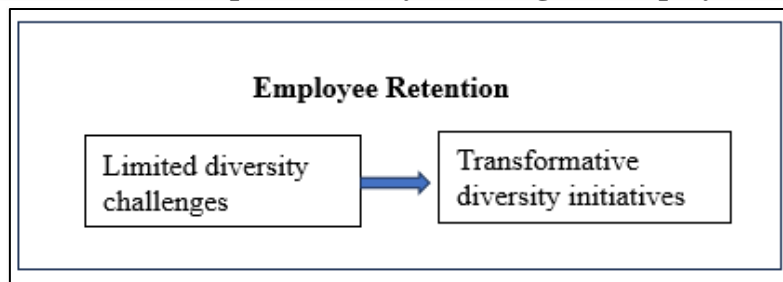 Employee Retention
Limited diversity
challenges
Transformative
diversity initiatives